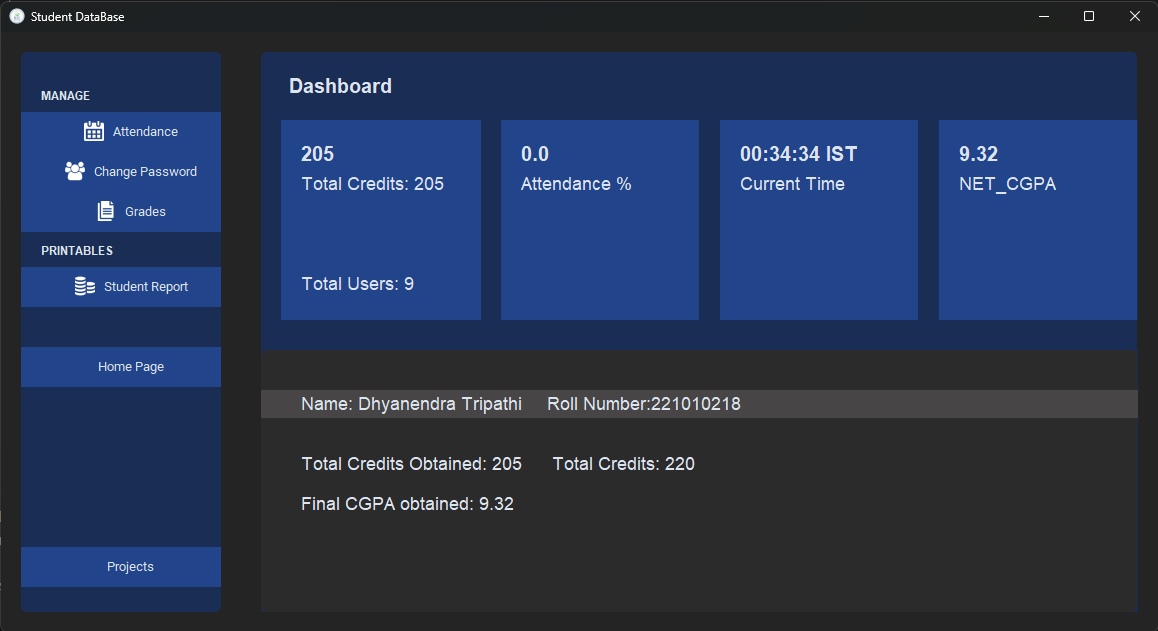 Student DataBase
MANAGE
Attendance
Change Password
Grades
PRINTABLES
Student Report
Home Page
Projects
Dashboard
205
Total Credits: 205
Total Users: 9
0.0
Attendance %
00:34:34 IST
Current Time
9.32
NET_CGPA
Name: Dhyanendra Tripathi Roll Number:221010218
Total Credits Obtained: 205 Total Credits: 220
Final CGPA obtained: 9.32